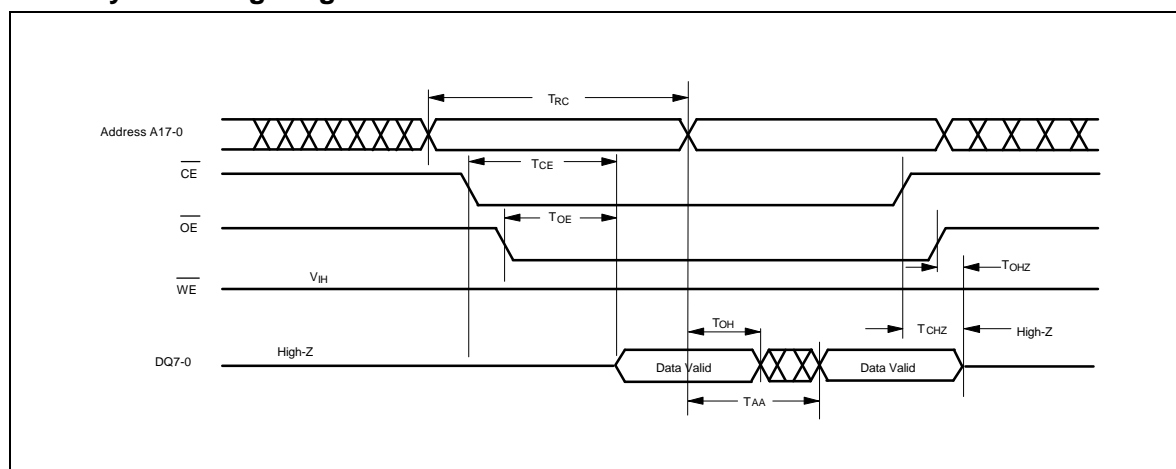 TRC
Address A17-0
TCE
CE
TOE
OE
TOHZ
VIH
WE
TOH
TCHZ
High-Z
High-Z
DQ7-0
Data Valid
Data Valid
TAA